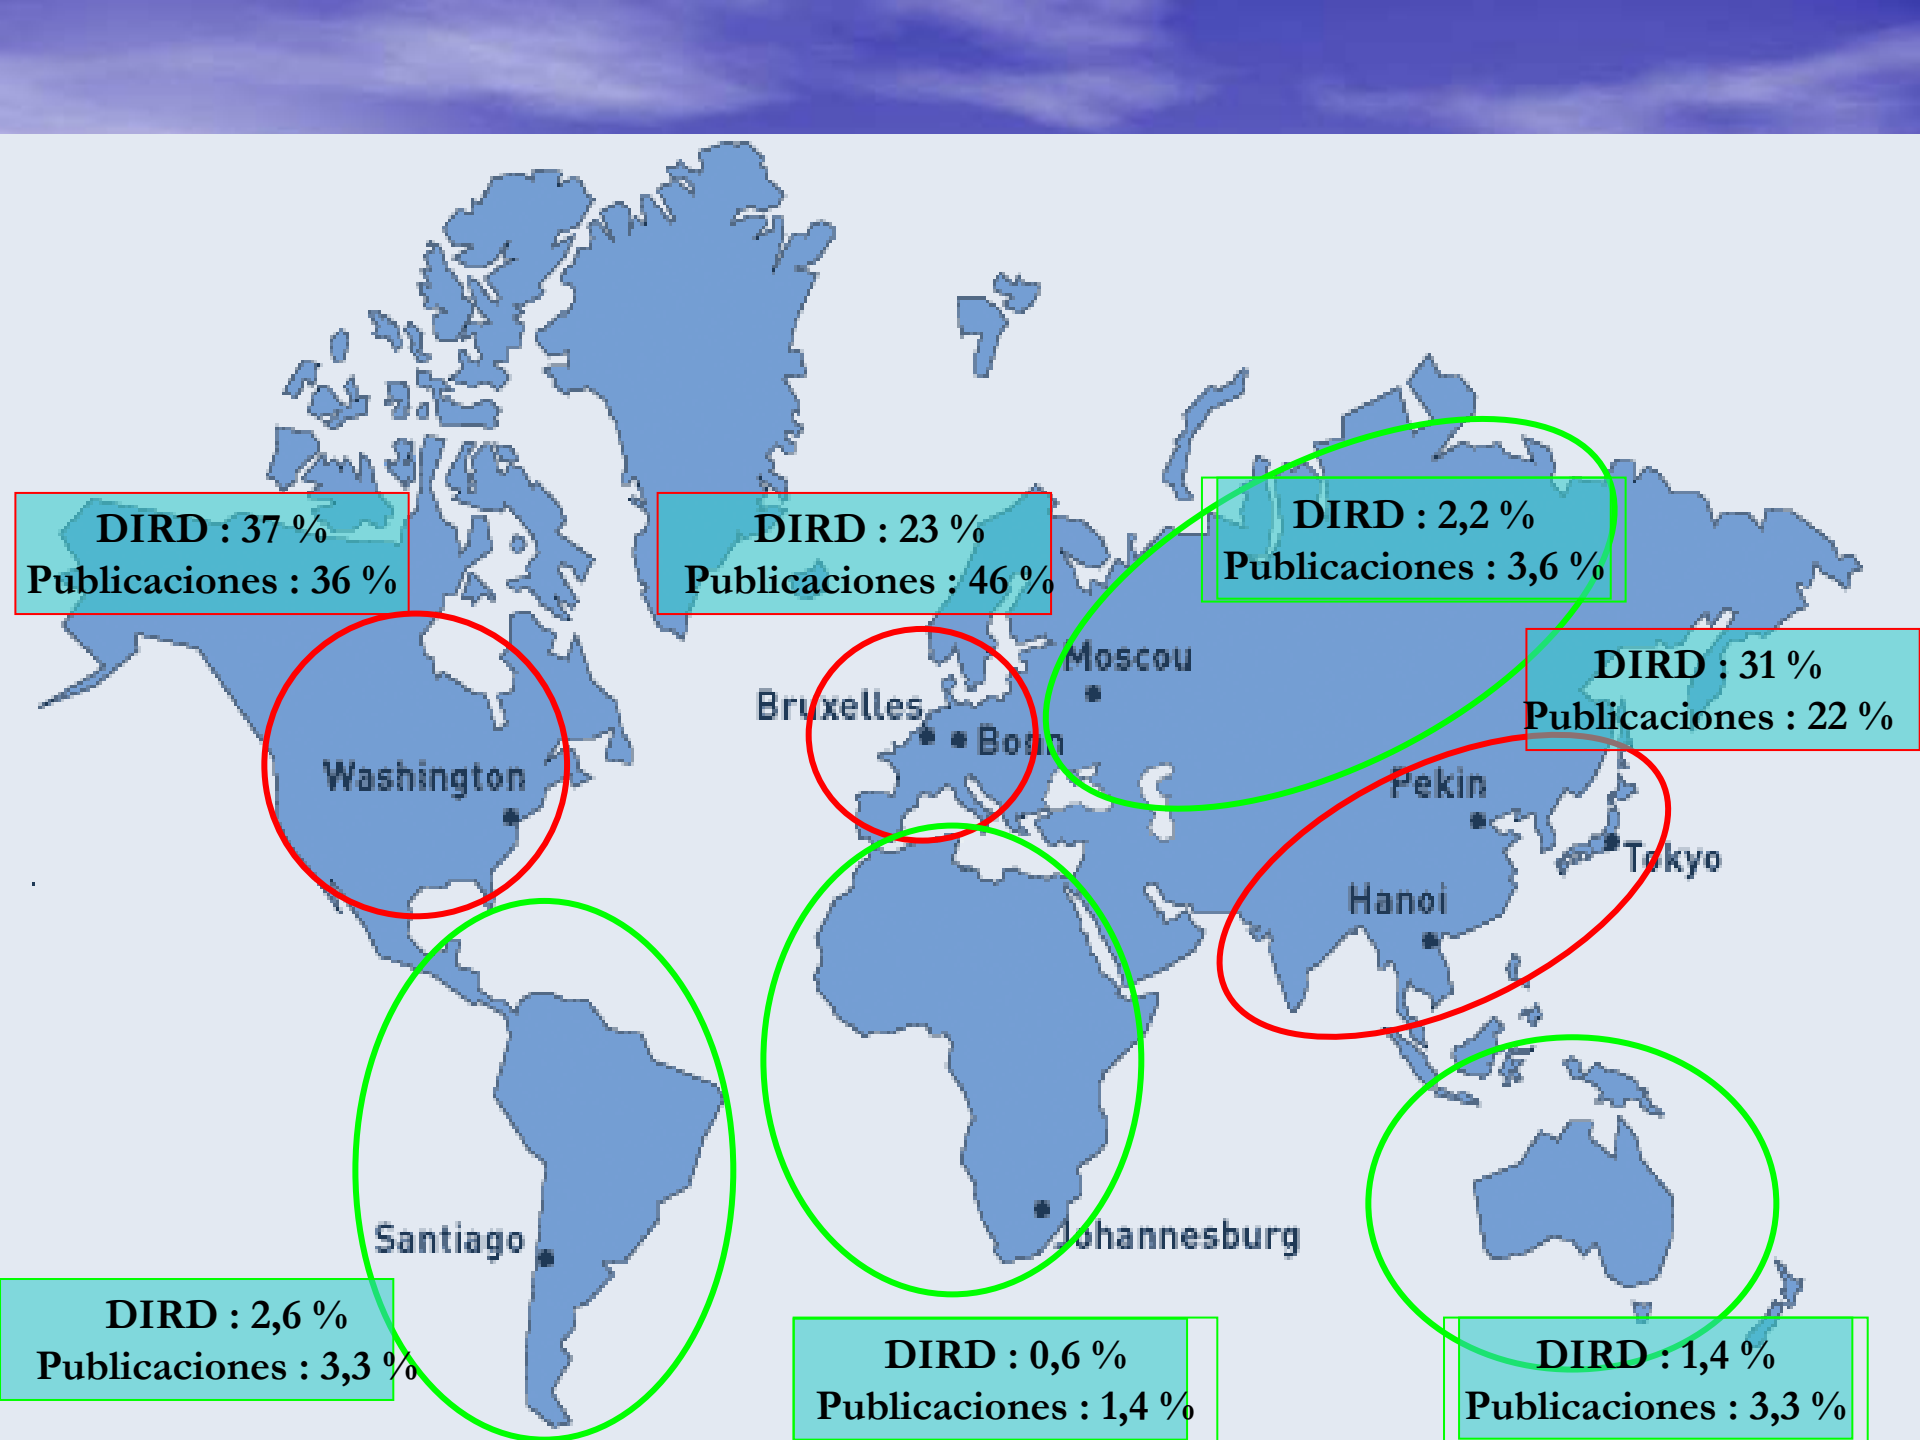 DIRD : 37 %
Publicaciones : 36 %
DIRD : 23 %
Publicaciones : 46 %
DIRD : 2,2 %
Publicaciones : 3,6 %
DIRD : 31 %
Publicaciones : 22 %
Moscou
Bruxelles
Bonn
Washington
Pekin
Tokyo
Hanoi
Santiago
Johannesburg
DIRD : 2,6 %
Publicaciones : 3,3 %
DIRD : 0,6 %
Publicaciones : 1,4 %
DIRD : 1,4 %
Publicaciones : 3,3 %